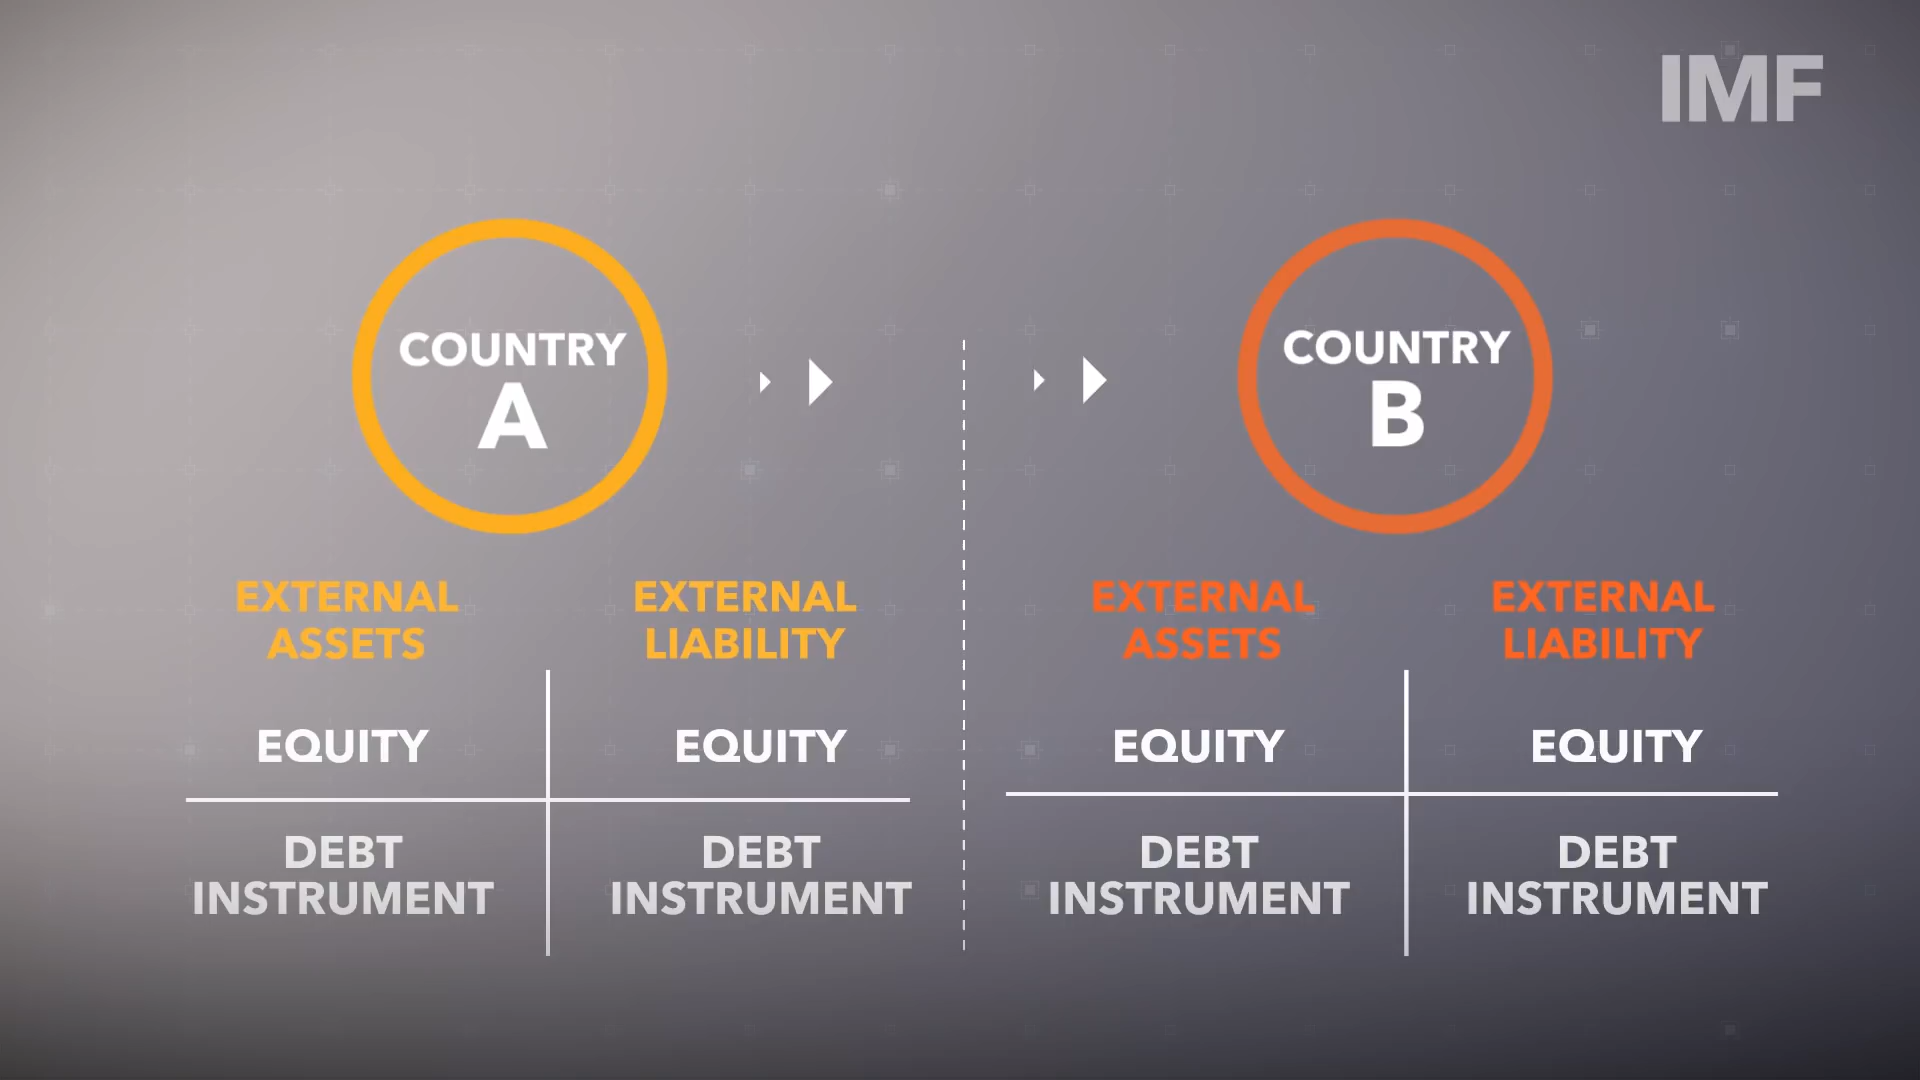 IMF
COUNTRY
A
COUNTRY
B
EXTERNAL
ASSETS
EXTERNAL
LIABILITY
EXTERNAL
ASSETS
EXTERNAL
LIABILITY
EQUITY
EQUITY
EQUITY
EQUITY
DEBT
INSTRUMENT
DEBT
INSTRUMENT
DEBT
INSTRUMENT
DEBT
INSTRUMENT